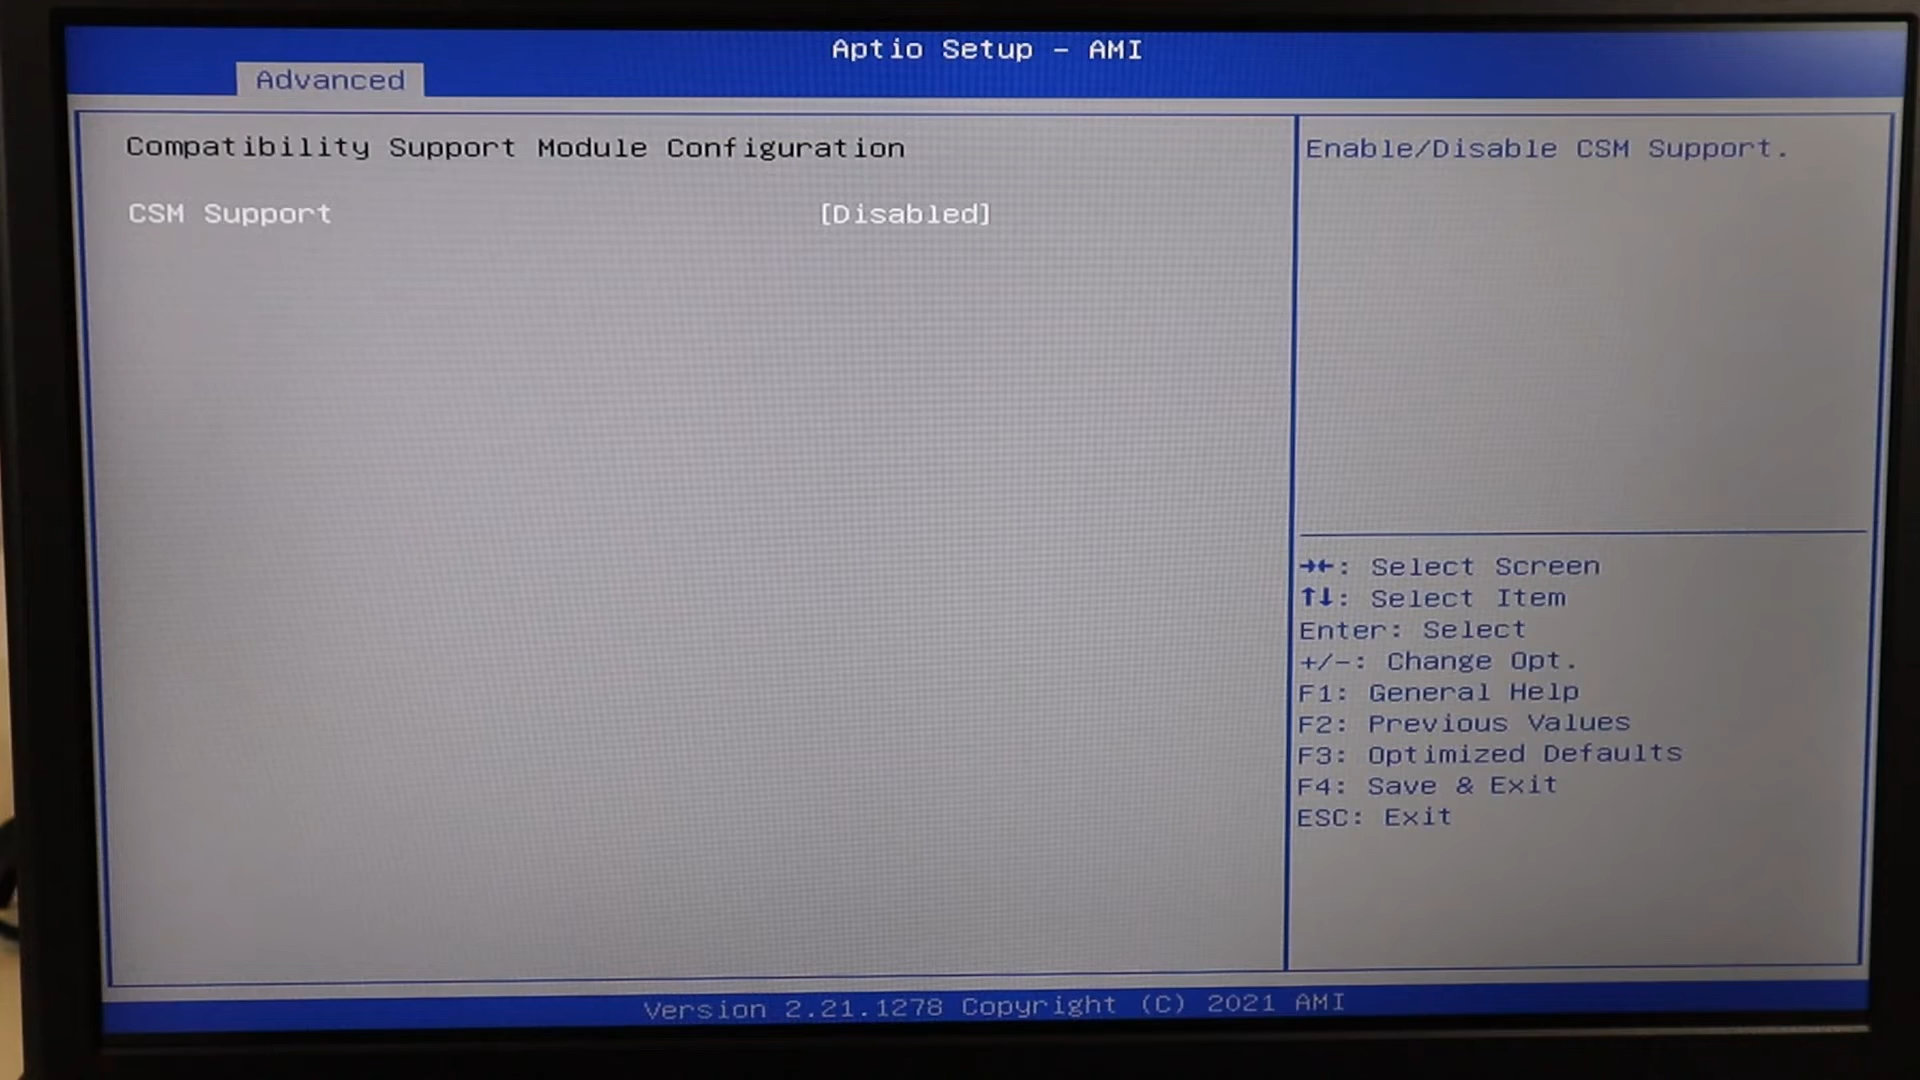 Aptio Setup - AMI
Advanced
Compatibility Support Module Configuration
CSM Support [Disabled]
Enable/Disable CSM Support.
→←: Select Screen
↑↓: Select Item
Enter: Select
+/-: Change Opt.
F1: General Help
F2: Previous Values
F3: Optimized Defaults
F4: Save & Exit
ESC: Exit
Version 2.21.1278 Copyright (C) 2021 AMI